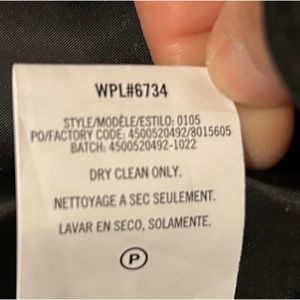 WPL#6734
STYLE/MODÈLE/ESTILO: 0105
PO/FACTORY CODE: 4500520492/8015605
BATCH: 4500520492-1022
DRY CLEAN ONLY.
NETTOYAGE A SEC SEULEMENT.
LAVAR EN SECO, SOLAMENTE.
P